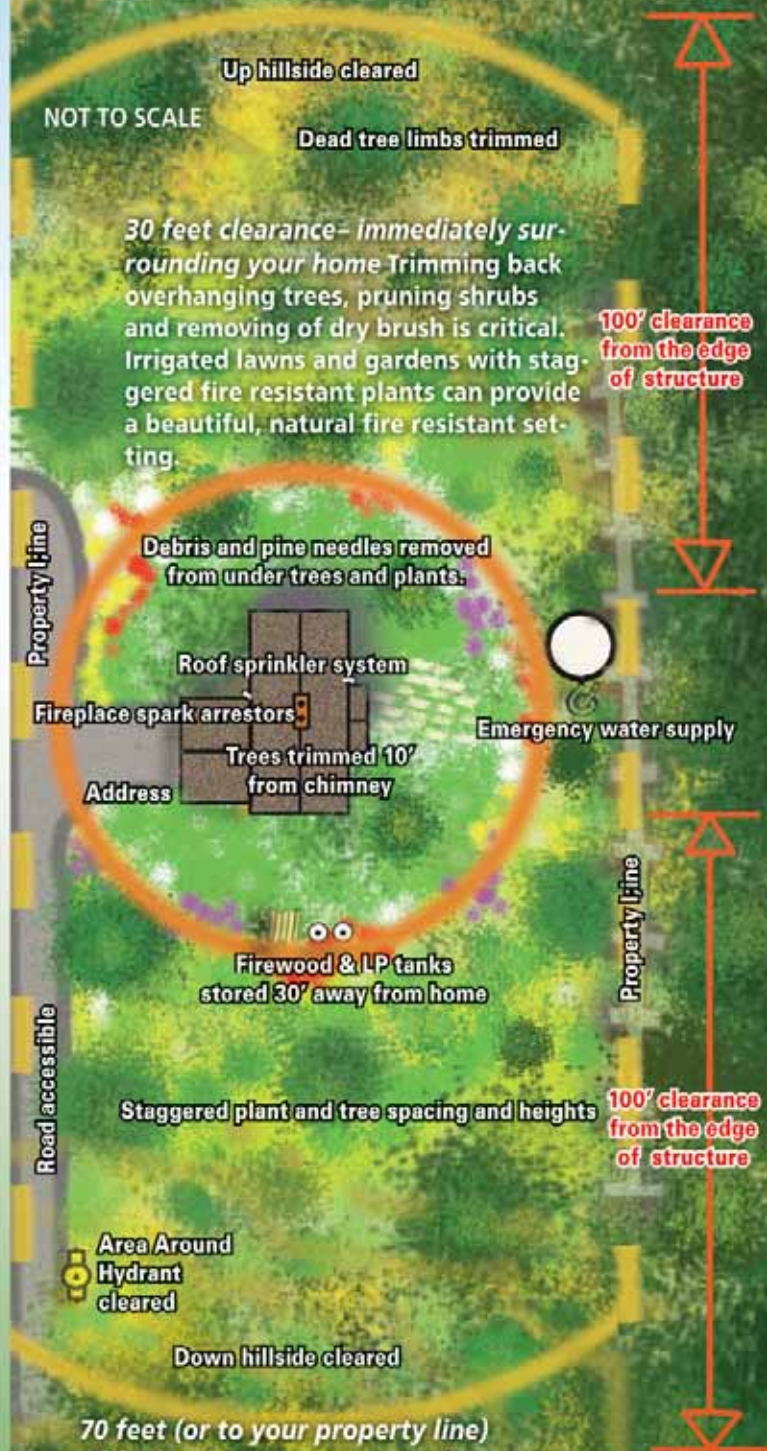 Up hillside cleared
NOT TO SCALE
Dead tree limbs trimmed
30 feet clearance– immediately sur-
rounding your home Trimming back
overhanging trees, pruning shrubs
and removing of dry brush is critical.
Irrigated lawns and gardens with stag-
gered fire resistant plants can provide
a beautiful, natural fire resistant set-
ting.
100' clearance
from the edge
of structure
Property l;ine
Debris and pine needles removed
from under trees and plants.
Roof sprinkler system
Fireplace spark arrestors
Emergency water supply
Trees trimmed 10'
from chimney
Address
Property l;ine
Firewood & LP tanks
stored 30' away from home
Road accessible
Staggered plant and tree spacing and heights
100' clearance
from the edge
of structure
Area Around
Hydrant
cleared
Down hillside cleared
70 feet (or to your property line)